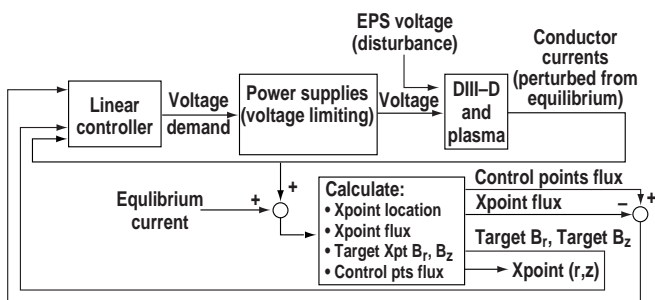 EPS voltage
(disturbance)
Conductor
currents
(perturbed from
equilibrium)
Linear
controller
Voltage
demand
Power supplies
(voltage limiting)
Voltage
DIII–D
and
plasma
Equlibrium
current
+
+
Calculate:
• Xpoint location
• Xpoint flux
• Target Xpt Br, Bz
• Control pts flux
Control points flux
+
Xpoint flux
–
Target Br, Target Bz
Xpoint (r,z)